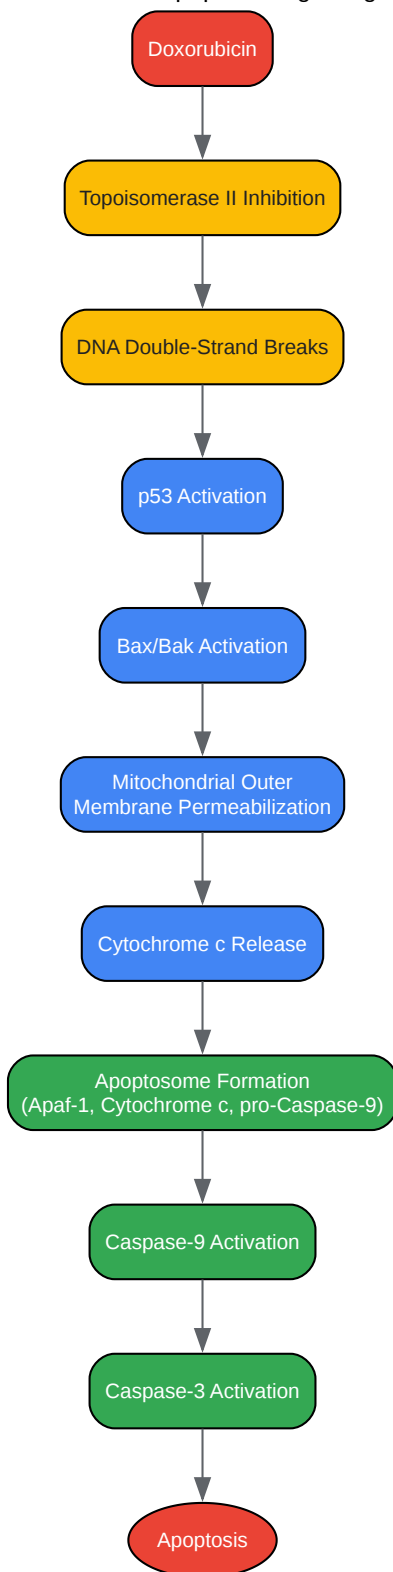 Doxorubicin
Topoisomerase II Inhibition
DNA Double-Strand Breaks
p53 Activation
Bax/Bak Activation
Mitochondrial Outer
Membrane Permeabilization
Cytochrome c Release
Apoptosome Formation
(Apaf-1, Cytochrome c, pro-Caspase-9)
Caspase-9 Activation
Caspase-3 Activation
Apoptosis